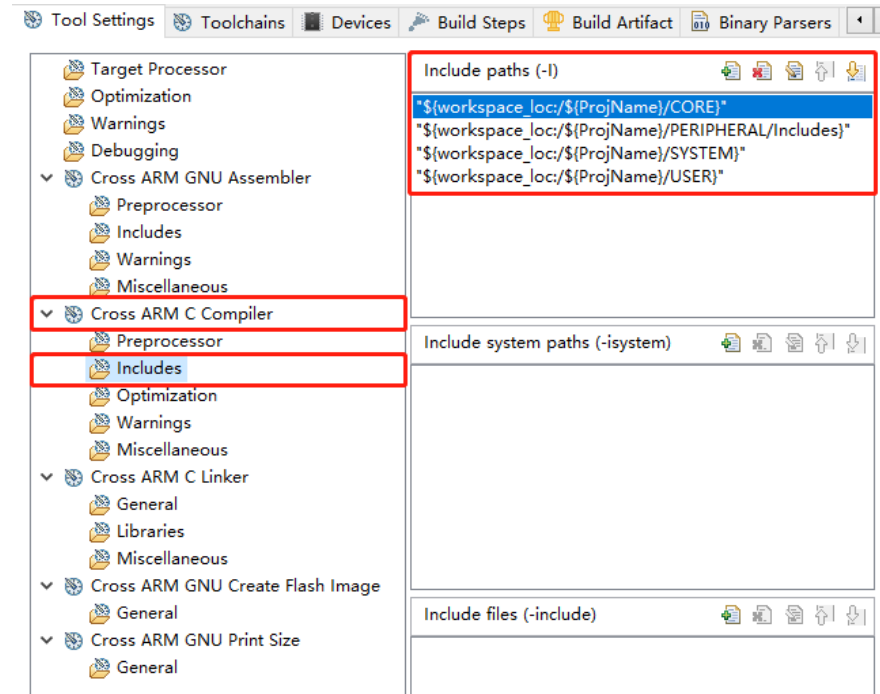 Tool Settings Toolchains Devices Build Steps Build Artifact Binary Parsers
Target Processor
Optimization
Warnings
Debugging
Cross ARM GNU Assembler
Preprocessor
Includes
Warnings
Miscellaneous
Cross ARM C Compiler
Preprocessor
Includes
Optimization
Warnings
Miscellaneous
Cross ARM C Linker
General
Libraries
Miscellaneous
Cross ARM GNU Create Flash Image
General
Cross ARM GNU Print Size
General
Include paths (-I)
"${workspace_loc:/${ProjName}/CORE}"
"${workspace_loc:/${ProjName}/PERIPHERAL/Includes}"
"${workspace_loc:/${ProjName}/SYSTEM}"
"${workspace_loc:/${ProjName}/USER}"
Include system paths (-isystem)
Include files (-include)